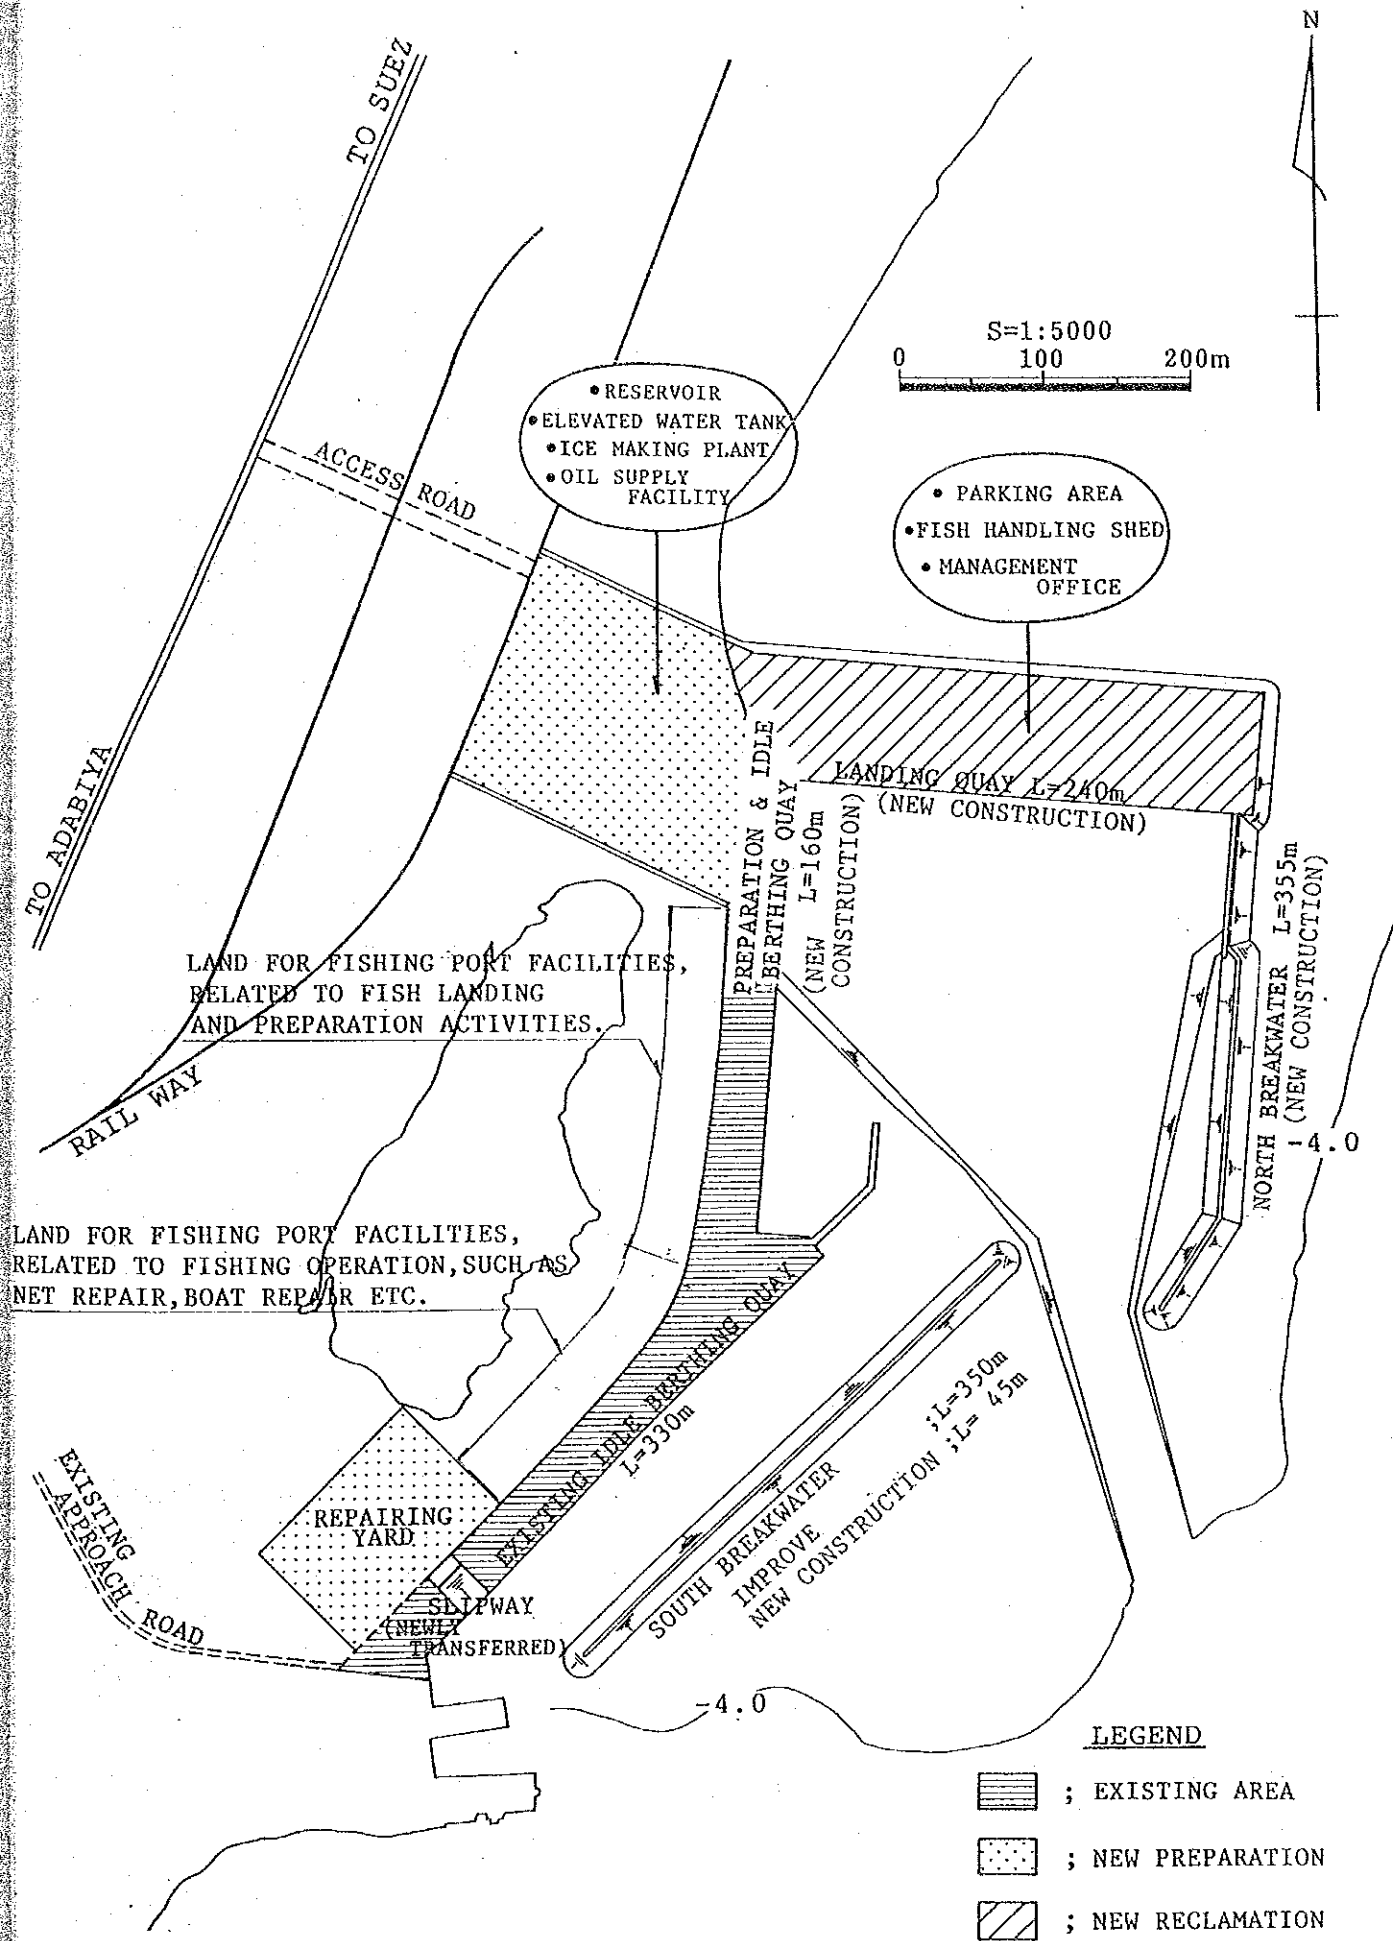 N
TO SUEZ
S=1:5000
0 100 200m
• RESERVOIR
• ELEVATED WATER TANK
• ICE MAKING PLANT
• OIL SUPPLY
FACILITY
• PARKING AREA
• FISH HANDLING SHED
• MANAGEMENT
OFFICE
ACCESS ROAD
TO ADABIYA
PREPARATION & IDLE
BERTHING QUAY
L=160m
(NEW CONSTRUCTION)
LANDING QUAY L=240m
(NEW CONSTRUCTION)
NORTH BREAKWATER L=355m
(NEW CONSTRUCTION)
-4.0
LAND FOR FISHING PORT FACILITIES,
RELATED TO FISH LANDING
AND PREPARATION ACTIVITIES.
RAIL WAY
LAND FOR FISHING PORT FACILITIES,
RELATED TO FISHING OPERATION, SUCH AS
NET REPAIR, BOAT REPAIR ETC.
EXISTING IDLE BERTHING QUAY
L=330m
SOUTH BREAKWATER
IMPROVE ;L=350m
NEW CONSTRUCTION ;L= 45m
EXISTING
APPROACH ROAD
REPAIRING
YARD
SLIPWAY
(NEWLY
TRANSFERRED)
-4.0
LEGEND
; EXISTING AREA
; NEW PREPARATION
; NEW RECLAMATION